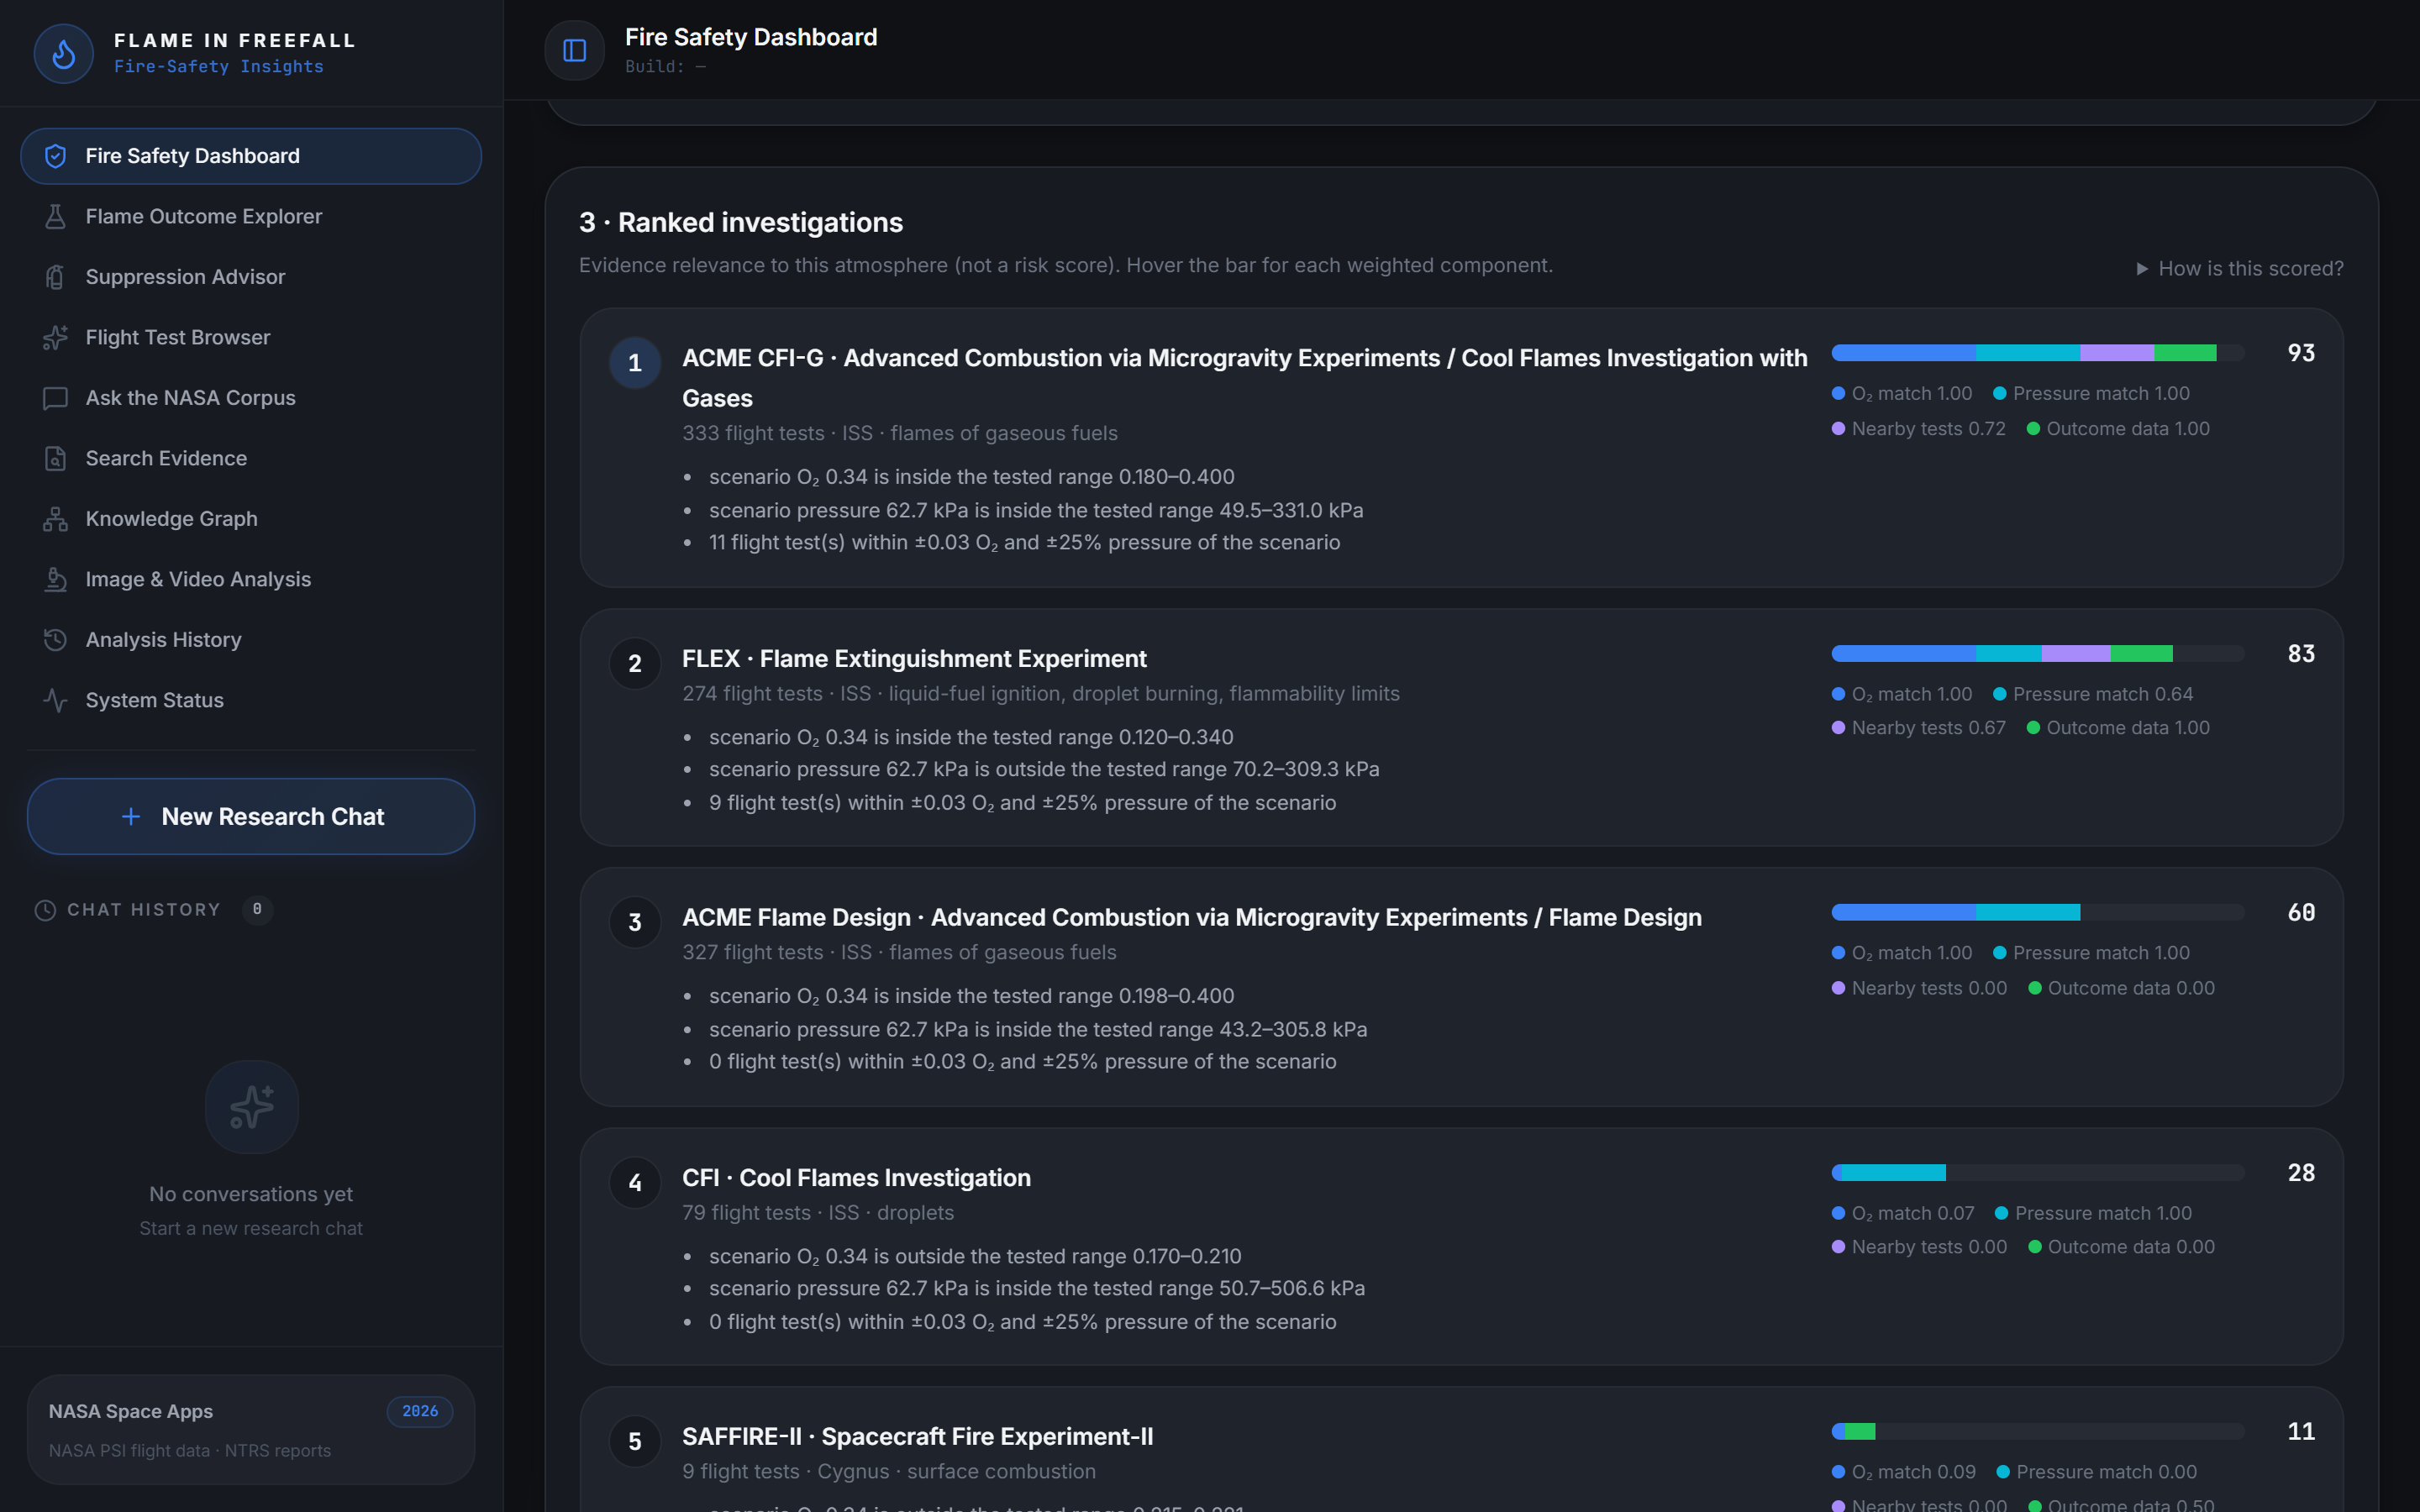 FLAME IN FREEFALL
Fire-Safety Insights
Fire Safety Dashboard
Flame Outcome Explorer
Suppression Advisor
Flight Test Browser
Ask the NASA Corpus
Search Evidence
Knowledge Graph
Image & Video Analysis
Analysis History
System Status
+ New Research Chat
CHAT HISTORY 0
No conversations yet
Start a new research chat
NASA Space Apps 2026
NASA PSI flight data · NTRS reports
Fire Safety Dashboard
Build: —
3 · Ranked investigations
Evidence relevance to this atmosphere (not a risk score). Hover the bar for each weighted component.
▶ How is this scored?
1
ACME CFI-G · Advanced Combustion via Microgravity Experiments / Cool Flames Investigation with
Gases
333 flight tests · ISS · flames of gaseous fuels
• scenario O₂ 0.34 is inside the tested range 0.180–0.400
• scenario pressure 62.7 kPa is inside the tested range 49.5–331.0 kPa
• 11 flight test(s) within ±0.03 O₂ and ±25% pressure of the scenario
93
O₂ match 1.00 Pressure match 1.00
Nearby tests 0.72 Outcome data 1.00
2
FLEX · Flame Extinguishment Experiment
274 flight tests · ISS · liquid-fuel ignition, droplet burning, flammability limits
• scenario O₂ 0.34 is inside the tested range 0.120–0.340
• scenario pressure 62.7 kPa is outside the tested range 70.2–309.3 kPa
• 9 flight test(s) within ±0.03 O₂ and ±25% pressure of the scenario
83
O₂ match 1.00 Pressure match 0.64
Nearby tests 0.67 Outcome data 1.00
3
ACME Flame Design · Advanced Combustion via Microgravity Experiments / Flame Design
327 flight tests · ISS · flames of gaseous fuels
• scenario O₂ 0.34 is inside the tested range 0.198–0.400
• scenario pressure 62.7 kPa is inside the tested range 43.2–305.8 kPa
• 0 flight test(s) within ±0.03 O₂ and ±25% pressure of the scenario
60
O₂ match 1.00 Pressure match 1.00
Nearby tests 0.00 Outcome data 0.00
4
CFI · Cool Flames Investigation
79 flight tests · ISS · droplets
• scenario O₂ 0.34 is outside the tested range 0.170–0.210
• scenario pressure 62.7 kPa is inside the tested range 50.7–506.6 kPa
• 0 flight test(s) within ±0.03 O₂ and ±25% pressure of the scenario
28
O₂ match 0.07 Pressure match 1.00
Nearby tests 0.00 Outcome data 0.00
5
SAFFIRE-II · Spacecraft Fire Experiment-II
9 flight tests · Cygnus · surface combustion
scenario O₂ 0.34 is outside the tested range
11
O₂ match 0.09 Pressure match 0.00
Nearby tests 0.00 Outcome data 0.50